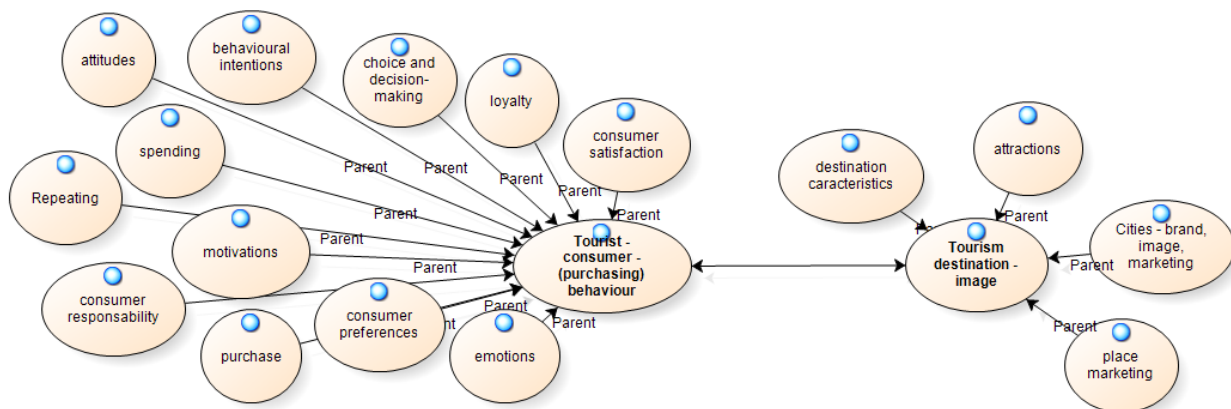 attitudes
behavioural
intentions
choice and
decision-
making
loyalty
consumer
satisfaction
spending
Repeating
motivations
consumer
responsability
purchase
consumer
preferences
emotions
Parent
Parent
Parent
Parent
Parent
Parent
Parent
Parent
Parent
Parent
Tourist -
consumer -
(purchasing)
behaviour
destination
caracteristics
attractions
Parent
Cities - brand,
image,
marketing
Parent
Tourism
destination -
image
Parent
place
marketing